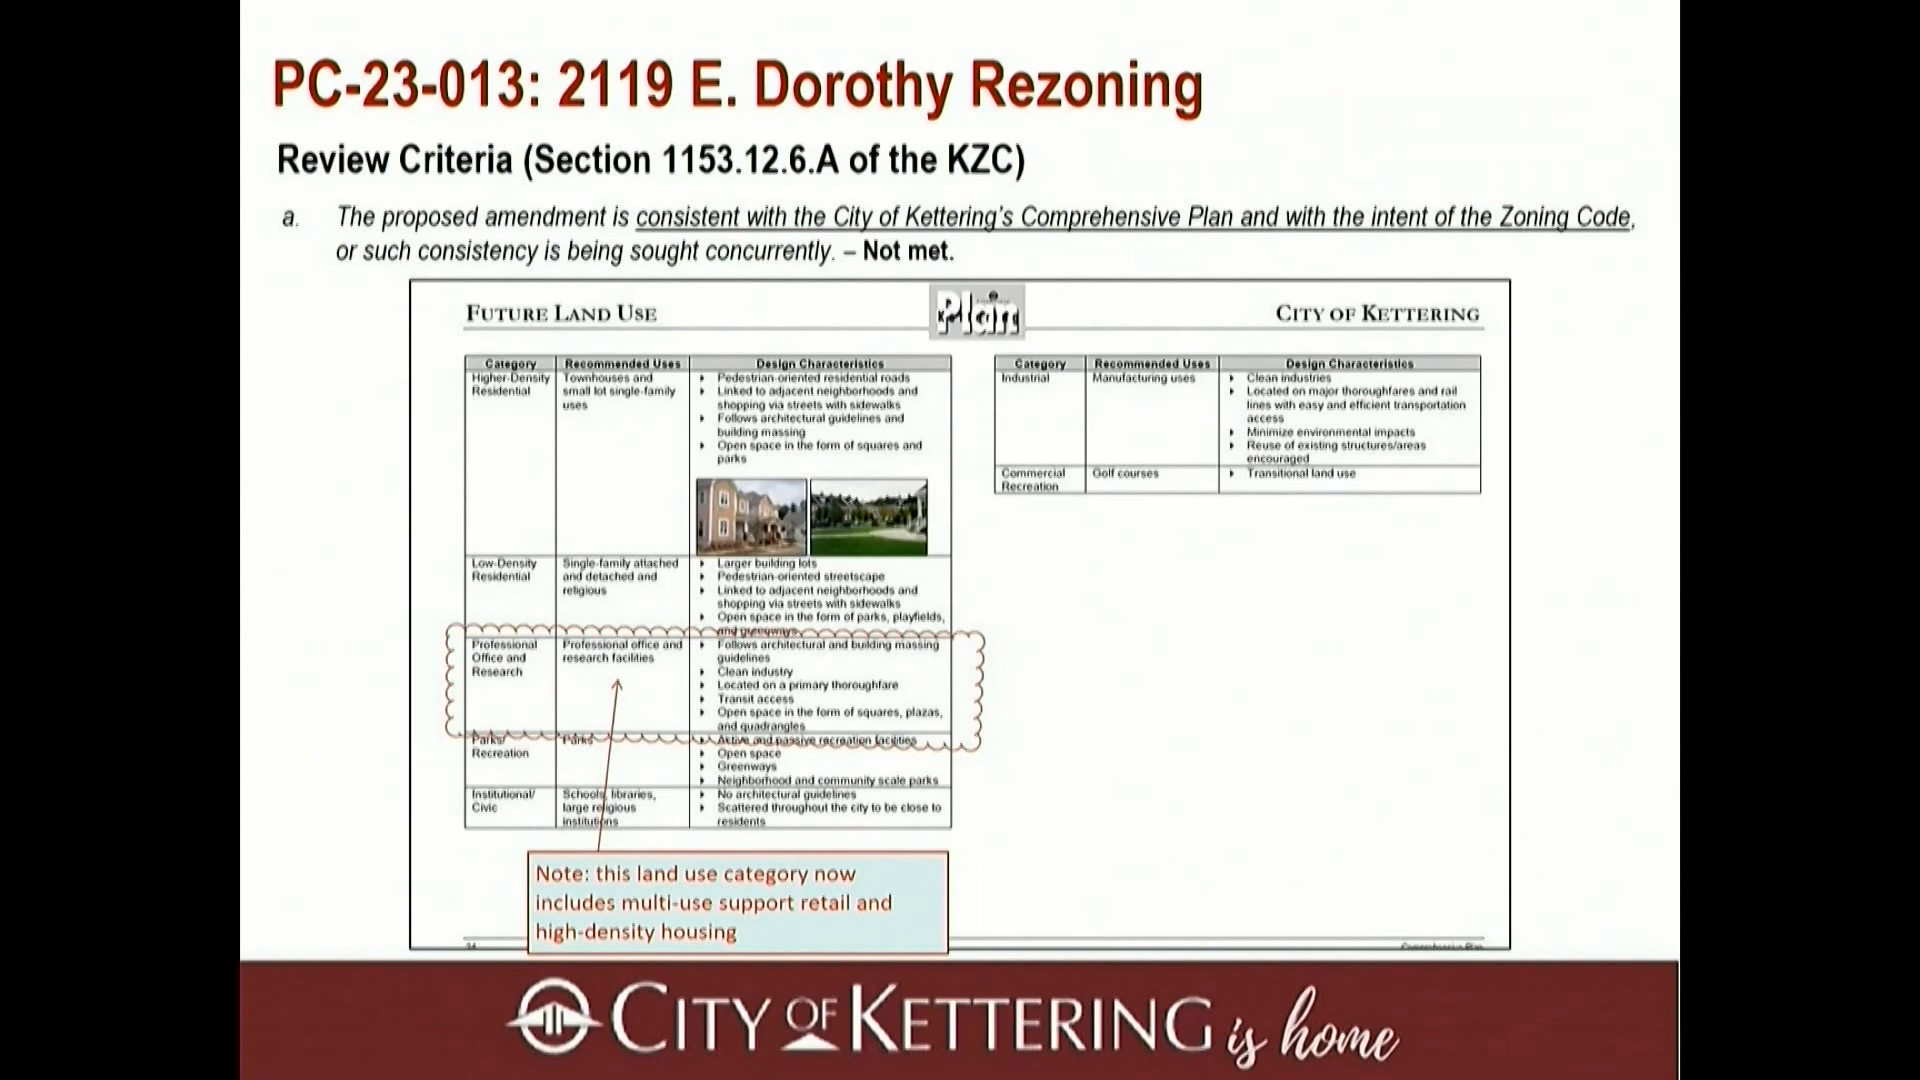 PC-23-013: 2119 E. Dorothy Rezoning
Review Criteria (Section 1153.12.6.A of the KZC)
a. The proposed amendment is consistent with the City of Kettering's Comprehensive Plan and with the intent of the Zoning Code,
or such consistency is being sought concurrently. – Not met.
FUTURE LAND USE
Plan
CITY OF KETTERING
Category Recommended Uses Design Characteristics
Higher-Density
Residential
Townhouses and
small lot single-family
uses
Pedestrian-oriented residential roads
Linked to adjacent neighborhoods and
shopping via streets with sidewalks
Follows architectural guidelines and
building massing
Open space in the form of squares and
parks
Low-Density
Residential
Single-family attached
and detached and
religious
Larger building lots
Pedestrian-oriented streetscape
Linked to adjacent neighborhoods and
shopping via streets with sidewalks
Open space in the form of parks, playfields,
and greenways
Professional
Office and
Research
Professional office and
research facilities
Follows architectural and building massing
guidelines
Clean industry
Located on a primary thoroughfare
Transit access
Open space in the form of squares, plazas,
and quadrangles
Parks/
Recreation
Parks
Active and passive recreation facilities
Open space
Greenways
Neighborhood and community scale parks
Institutional/
Civic
Schools, libraries,
large religious
institutions
No architectural guidelines
Scattered throughout the city to be close to
residents
Category Recommended Uses Design Characteristics
Industrial
Manufacturing uses
Clean industries
Located on major thoroughfares and rail
lines with easy and efficient transportation
access
Minimize environmental impacts
Reuse of existing structures/areas
encouraged
Commercial
Recreation
Golf courses
Transitional land use
Note: this land use category now
includes multi-use support retail and
high-density housing
Comprehensive Plan
CITY OF KETTERING is home